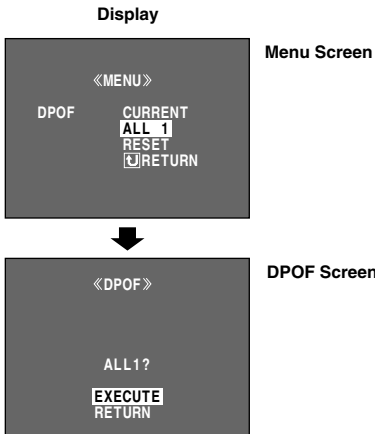 Display
Menu Screen
《MENU》
DPOF CURRENT
ALL 1
RESET
RETURN
DPOF Screen
《DPOF》
ALL1?
EXECUTE
RETURN